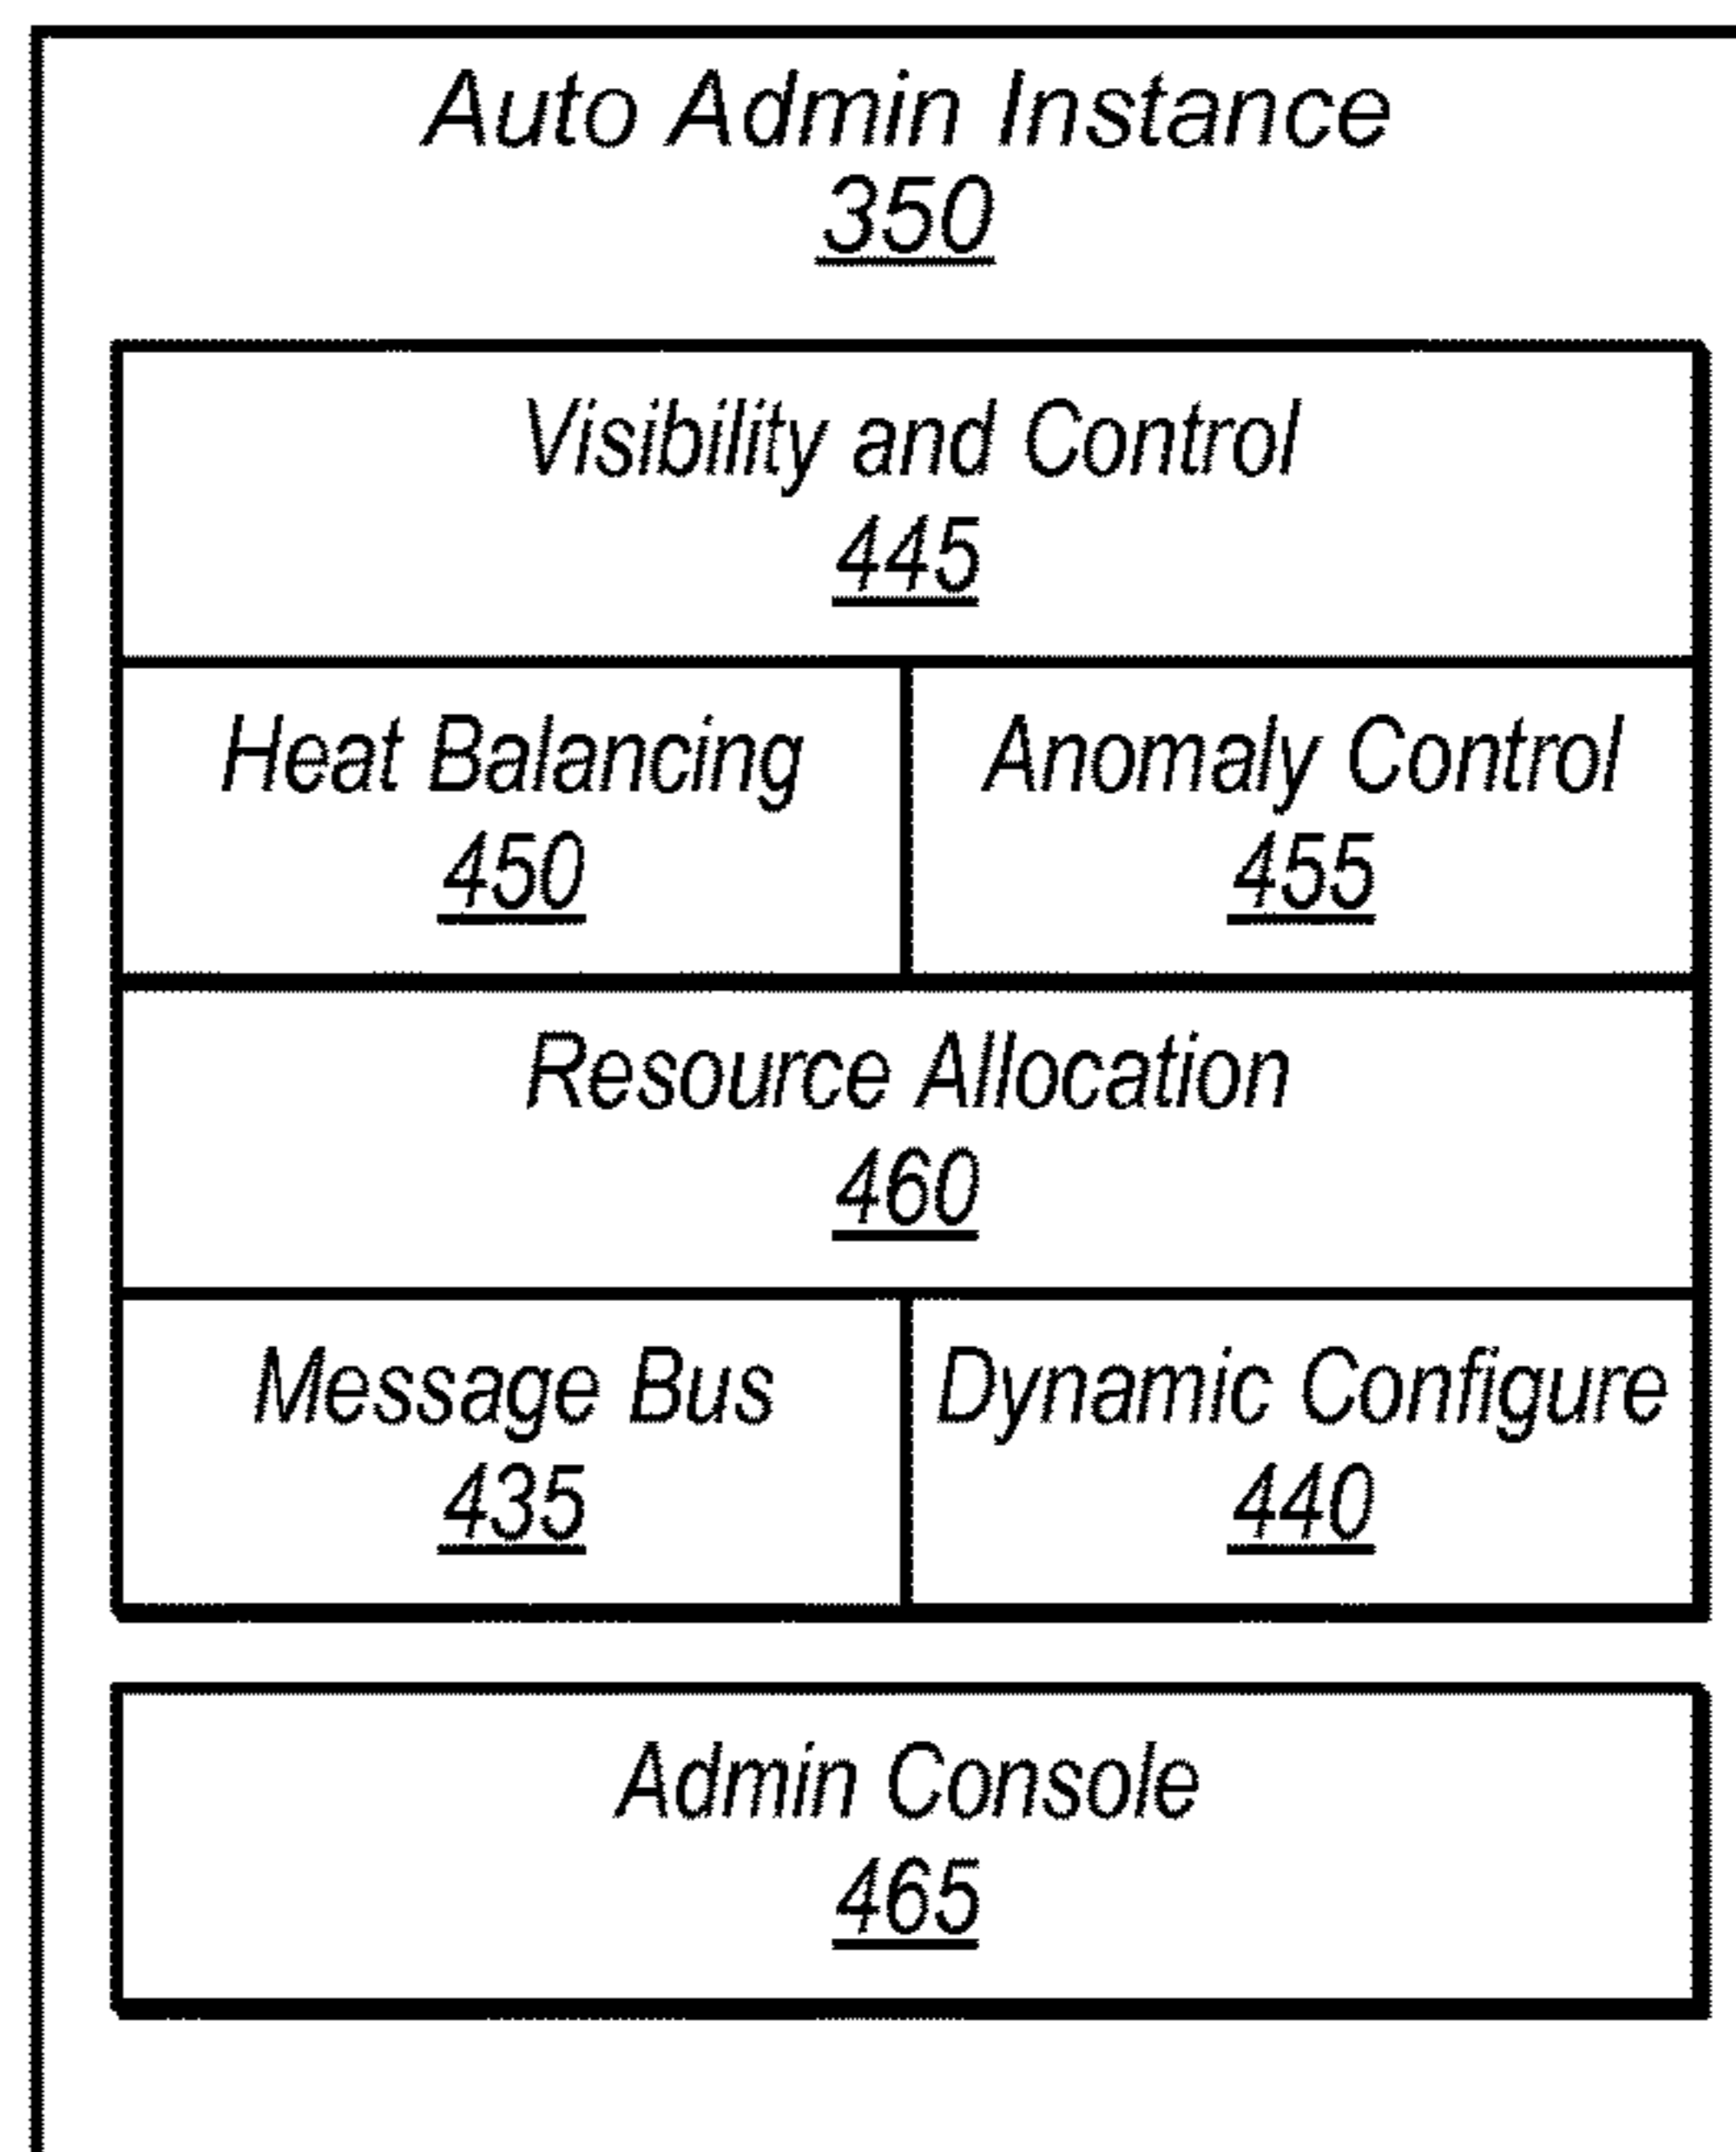 Auto Admin Instance
350
Visibility and Control
445
Heat Balancing
450
Anomaly Control
455
Resource Allocation
460
Message Bus
435
Dynamic Configure
440
Admin Console
465